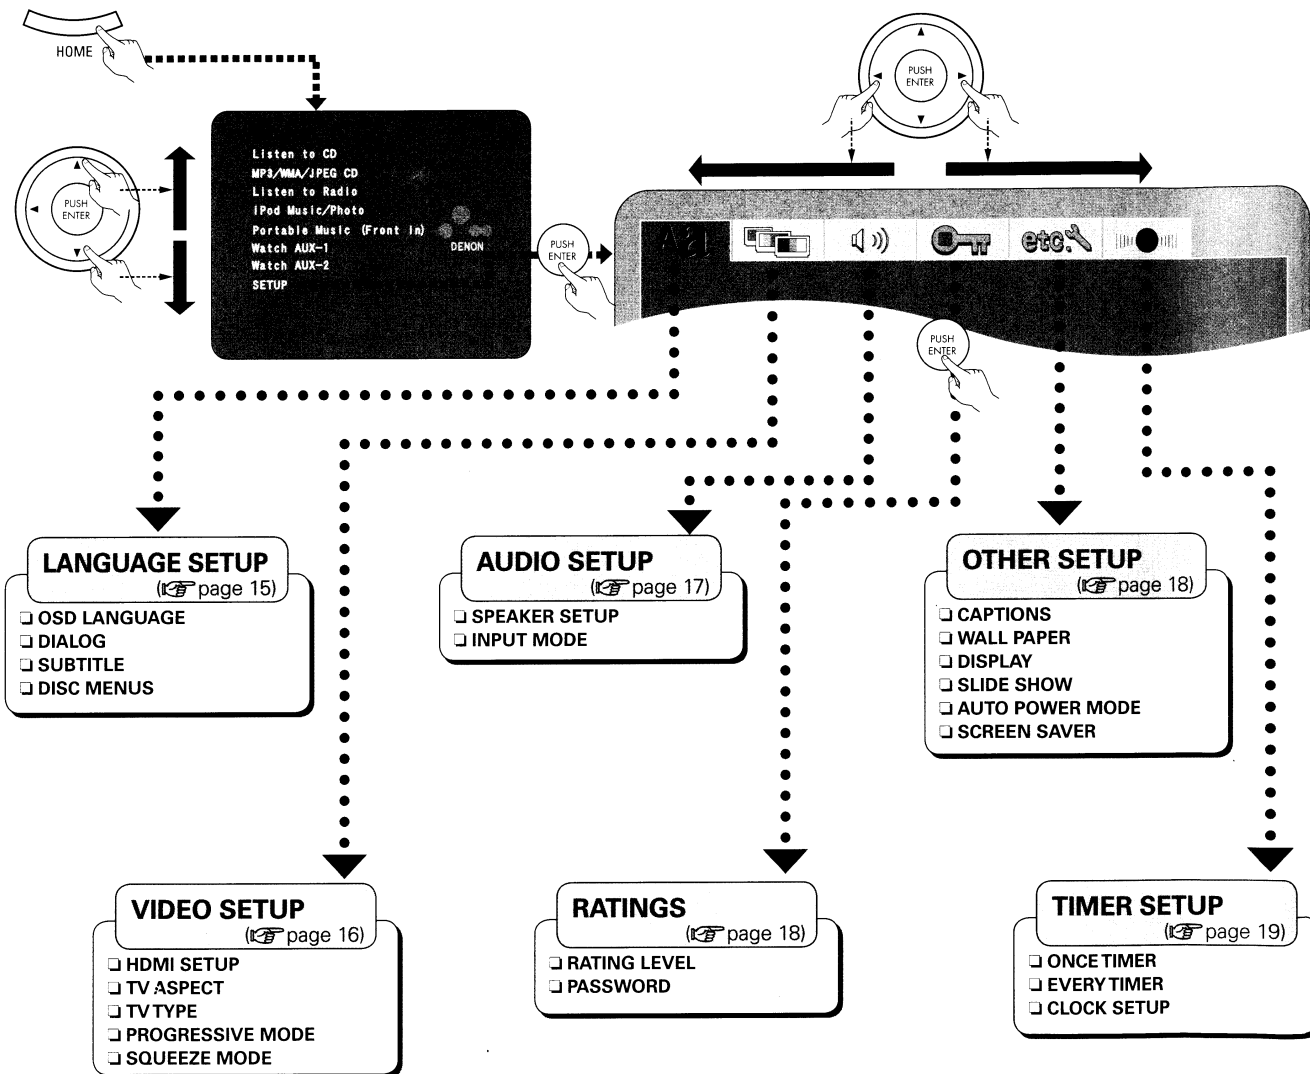 HOME
PUSH
ENTER
Listen to CD
MP3/WMA/JPEG CD
Listen to Radio
iPod Music/Photo
Portable Music (Front in)
Watch AUX-1
Watch AUX-2
SETUP
DENON
PUSH
ENTER
PUSH
ENTER
Aa
etc.
PUSH
ENTER
LANGUAGE SETUP
(page 15)
OSD LANGUAGE
DIALOG
SUBTITLE
DISC MENUS
AUDIO SETUP
(page 17)
SPEAKER SETUP
INPUT MODE
OTHER SETUP
(page 18)
CAPTIONS
WALL PAPER
DISPLAY
SLIDE SHOW
AUTO POWER MODE
SCREEN SAVER
VIDEO SETUP
(page 16)
HDMI SETUP
TV ASPECT
TV TYPE
PROGRESSIVE MODE
SQUEEZE MODE
RATINGS
(page 18)
RATING LEVEL
PASSWORD
TIMER SETUP
(page 19)
ONCE TIMER
EVERY TIMER
CLOCK SETUP